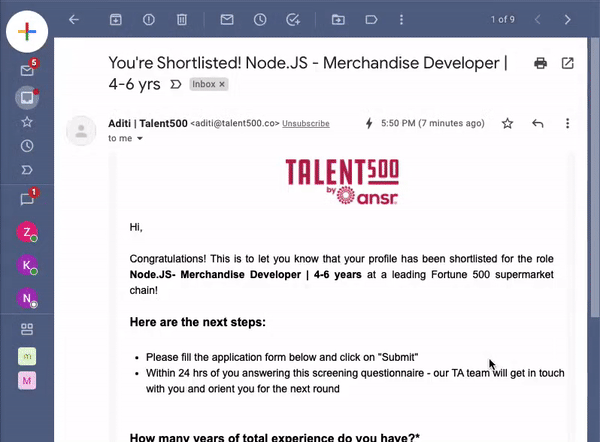 1 of 9
You're Shortlisted! Node.JS - Merchandise Developer |
4-6 yrs Inbox ×
5
Aditi | Talent500 <aditi@talent500.co> Unsubscribe 5:50 PM (7 minutes ago)
to me
TALENT500
by ansr
1
Hi,
Z
Congratulations! This is to let you know that your profile has been shortlisted for the role
K
Node.JS- Merchandise Developer | 4-6 years at a leading Fortune 500 supermarket
chain!
N
Here are the next steps:
m
• Please fill the application form below and click on "Submit"
M
• Within 24 hrs of you answering this screening questionnaire - our TA team will get in touch
with you and orient you for the next round
How many years of total experience do you have?*